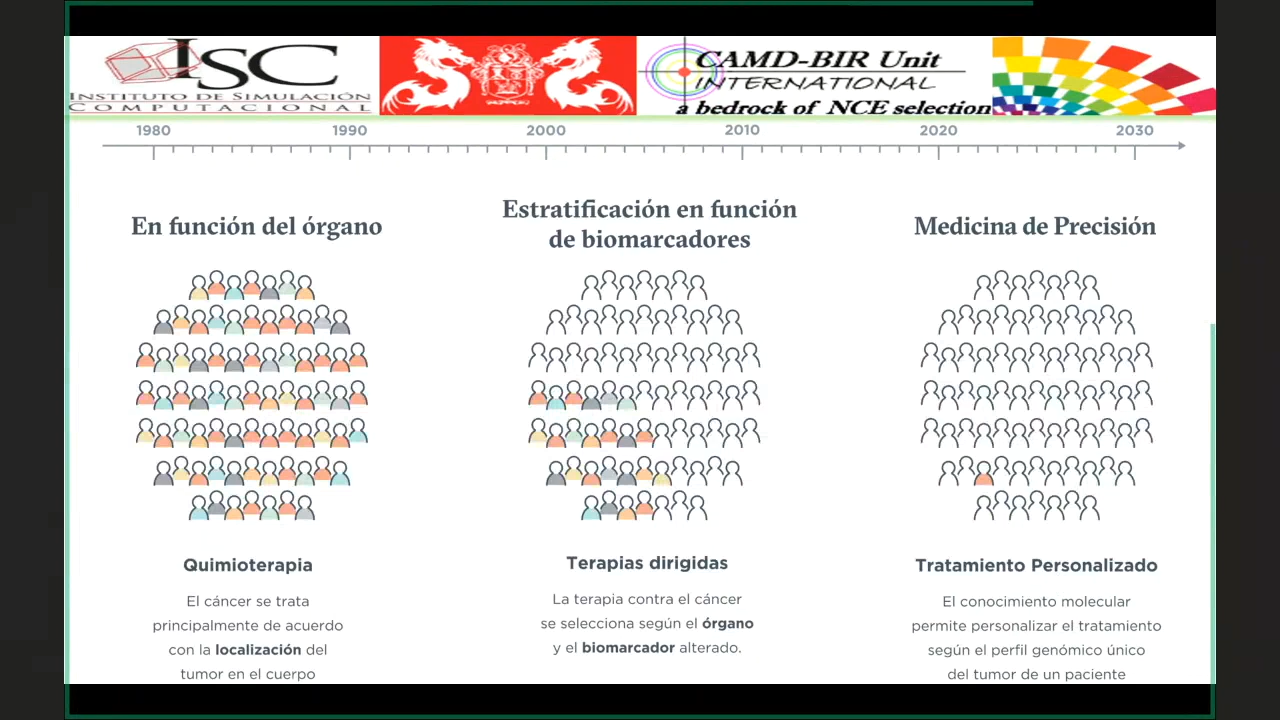 ISC
INSTITUTO DE SIMULACIÓN
COMPUTACIONAL
CAMD-BIR Unit
INTERNATIONAL
a bedrock of NCE selection
1980 1990 2000 2010 2020 2030
En función del órgano
Estratificación en función
de biomarcadores
Medicina de Precisión
Quimioterapia
El cáncer se trata
principalmente de acuerdo
con la localización del
tumor en el cuerpo
Terapias dirigidas
La terapia contra el cáncer
se selecciona según el órgano
y el biomarcador alterado.
Tratamiento Personalizado
El conocimiento molecular
permite personalizar el tratamiento
según el perfil genómico único
del tumor de un paciente